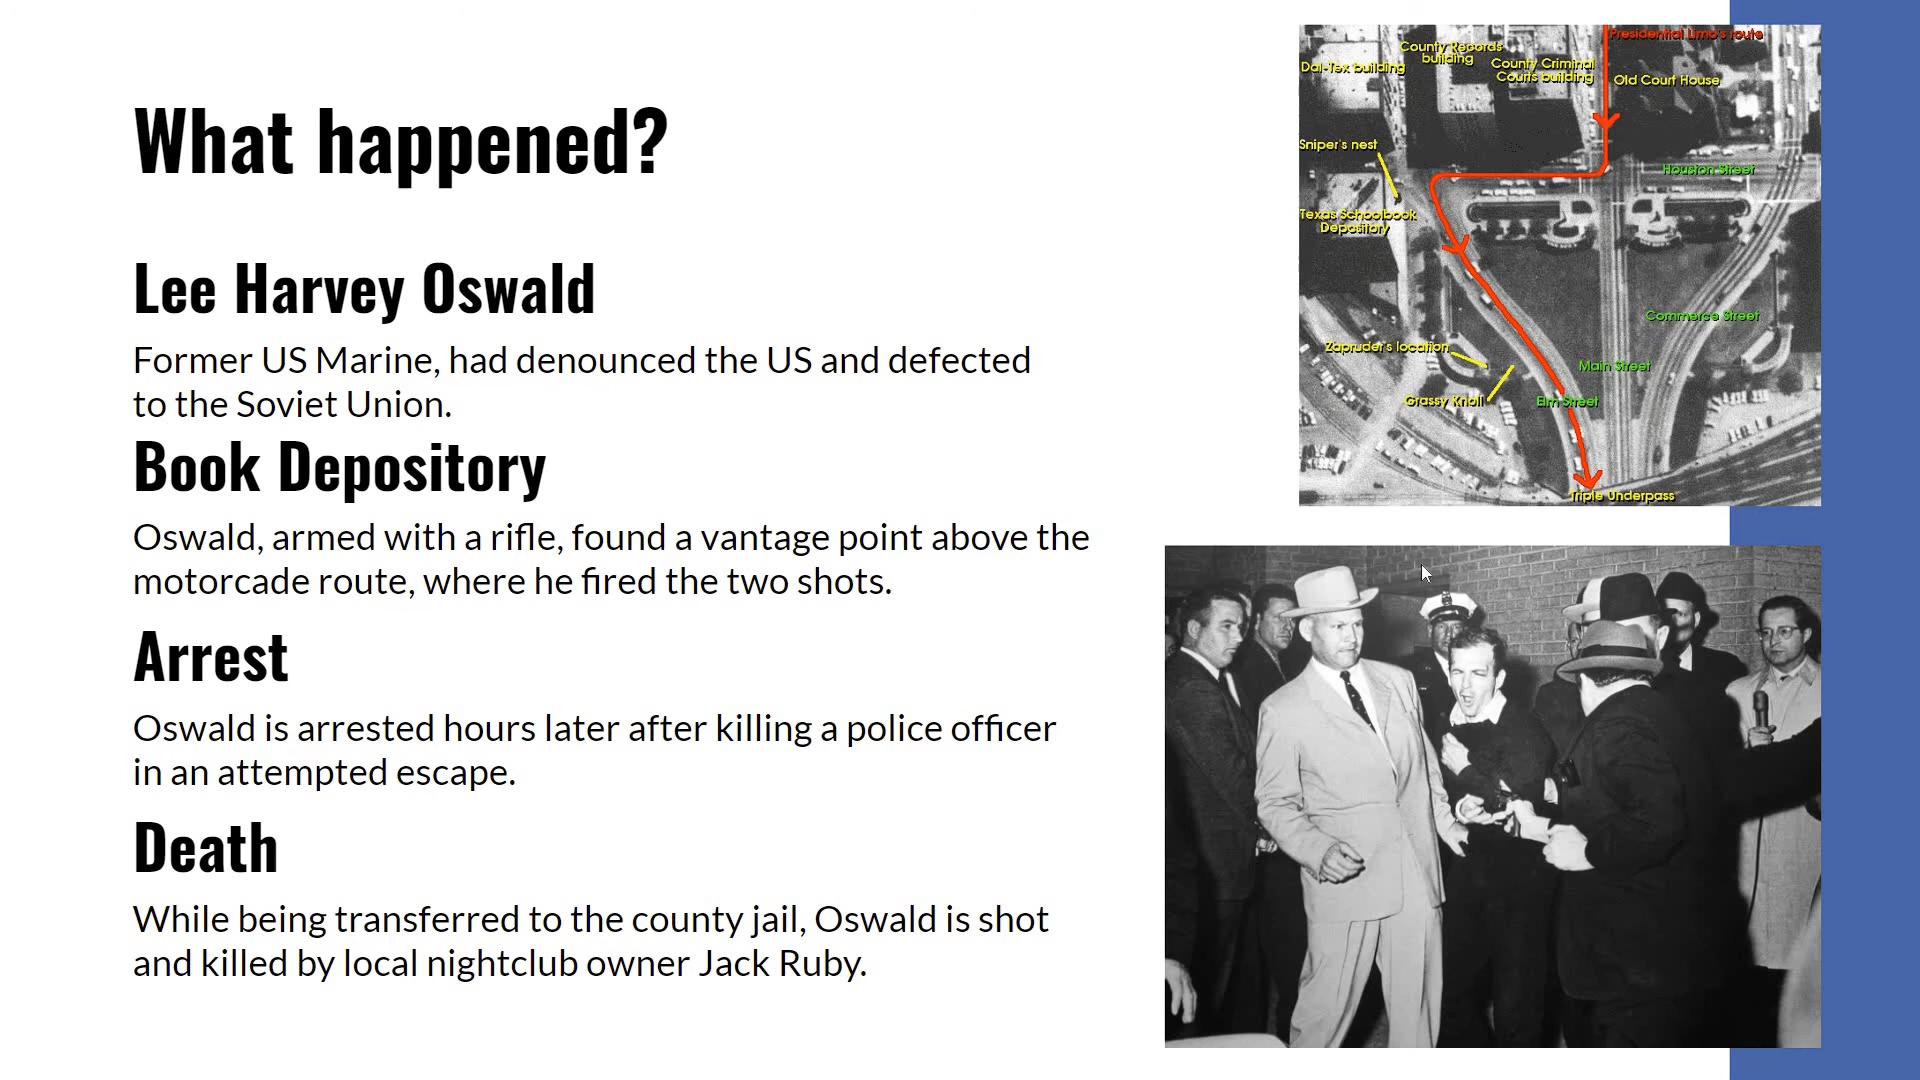 What happened?
Lee Harvey Oswald
Former US Marine, had denounced the US and defected
to the Soviet Union.
Book Depository
Oswald, armed with a rifle, found a vantage point above the
motorcade route, where he fired the two shots.
Arrest
Oswald is arrested hours later after killing a police officer
in an attempted escape.
Death
While being transferred to the county jail, Oswald is shot
and killed by local nightclub owner Jack Ruby.
Presidential Limo's route
County Records
building
Dal-Tex building
County Criminal
Courts building
Old Court House
Sniper's nest
Houston Street
Texas Schoolbook
Depository
Commerce Street
Zapruder's location
Main Street
Grassy Knoll
Elm Street
Triple Underpass